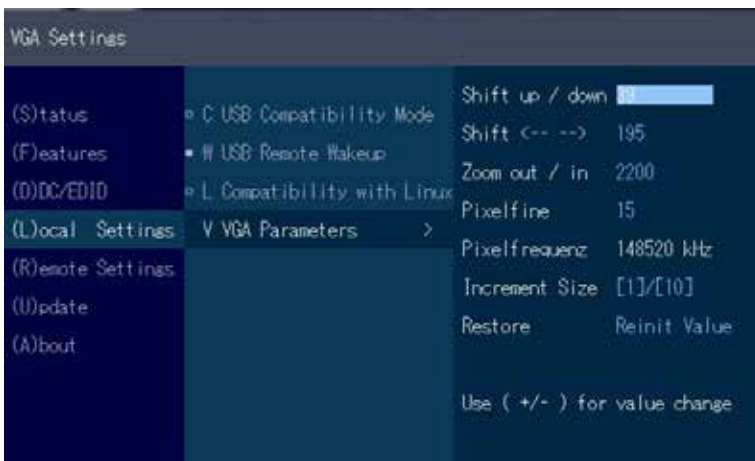 VGA Settings
(S)tatus
(F)eatures
(D)DC/EDID
(L)ocal Settings
(R)emote Settings
(U)pdate
(A)bout
C USB Compatibility Mode
W USB Remote Wakeup
L Compatibility with Linux
V VGA Parameters >
Shift up / down 39
Shift <-- --> 195
Zoom out / in 2200
Pixelfine 15
Pixelfrequenz 148520 kHz
Increment Size [1]/[10]
Restore Reinit Value
Use ( +/- ) for value change